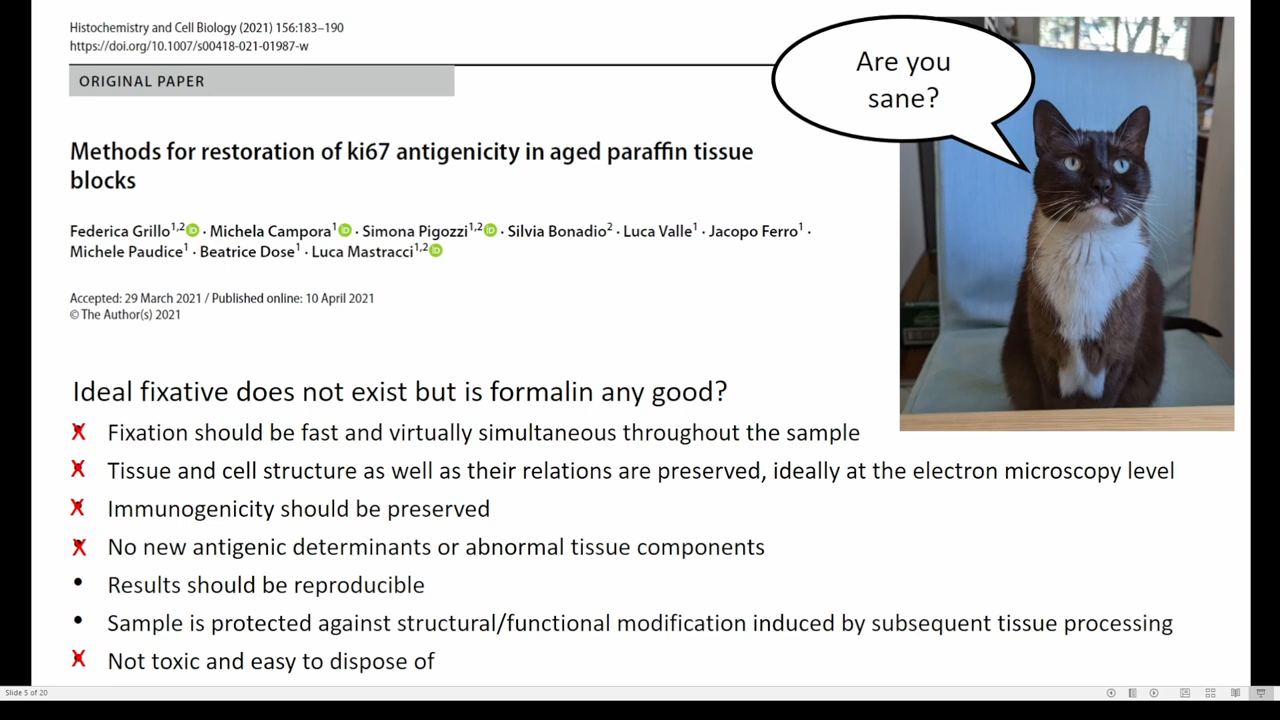 Histochemistry and Cell Biology (2021) 156:183–190
https://doi.org/10.1007/s00418-021-01987-w
ORIGINAL PAPER
Are you
sane?
Methods for restoration of ki67 antigenicity in aged paraffin tissue
blocks
Federica Grillo1,2 · Michela Campora1 · Simona Pigozzi1,2 · Silvia Bonadio2 · Luca Valle1 · Jacopo Ferro1 ·
Michele Paudice1 · Beatrice Dose1 · Luca Mastracci1,2
Accepted: 29 March 2021 / Published online: 10 April 2021
© The Author(s) 2021
Ideal fixative does not exist but is formalin any good?
X Fixation should be fast and virtually simultaneous throughout the sample
X Tissue and cell structure as well as their relations are preserved, ideally at the electron microscopy level
X Immunogenicity should be preserved
X No new antigenic determinants or abnormal tissue components
• Results should be reproducible
• Sample is protected against structural/functional modification induced by subsequent tissue processing
X Not toxic and easy to dispose of
Slide 5 of 20